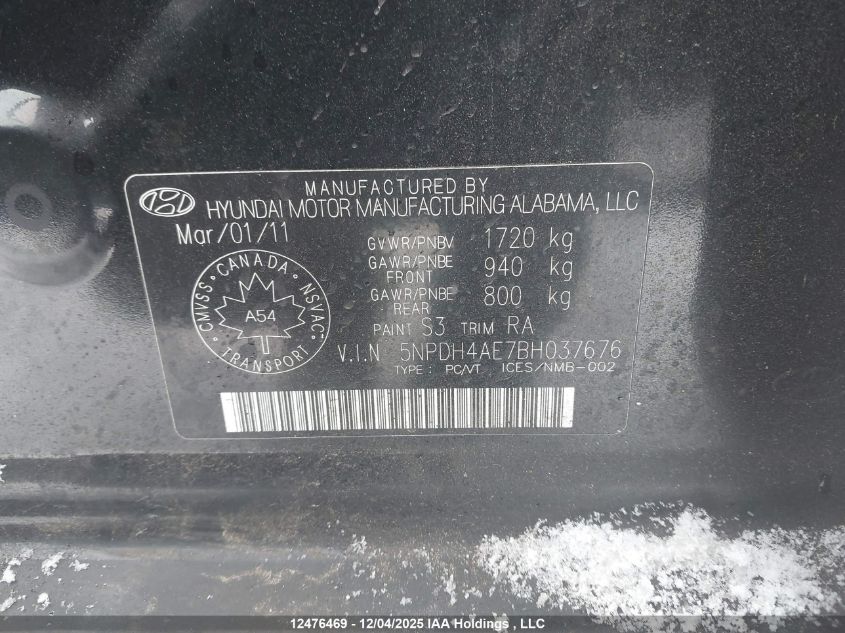 MANUFACTURED BY
HYUNDAI MOTOR MANUFACTURING ALABAMA, LLC
Mar/01/11
GVWR/PNBV 1720 kg
GAWR/PNBE FRONT 940 kg
GAWR/PNBE REAR 800 kg
PAINT S3 TRIM RA
V.I.N 5NPDH4AE7BH037676
TYPE: PC/VT ICES/NMB-002
CMVSS · CANADA · NSVAC
A54
TRANSPORT
12476469 - 12/04/2025 IAA Holdings , LLC